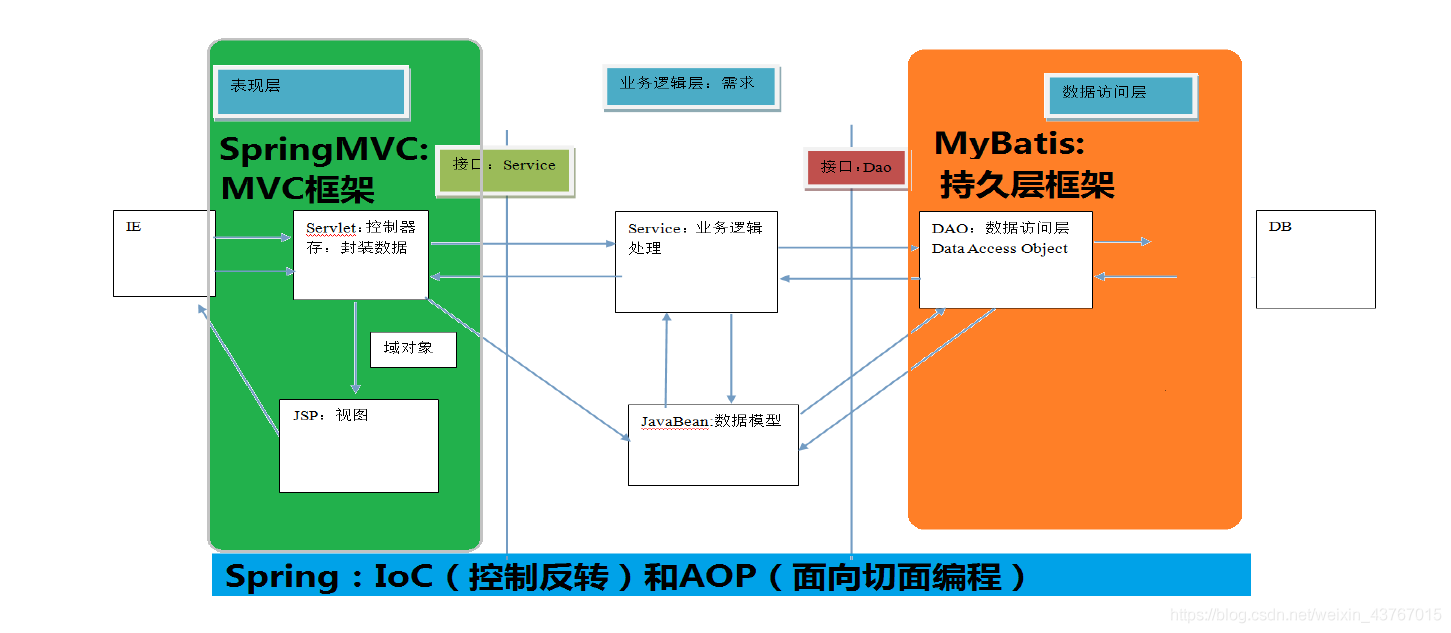 表现层
业务逻辑层：需求
数据访问层
SpringMVC:
MVC框架
接口：Service
接口:Dao
MyBatis:
持久层框架
IE
Servlet:控制器
存：封装数据
Service：业务逻辑
处理
DAO：数据访问层
Data Access Object
DB
域对象
JSP：视图
JavaBean:数据模型
Spring：IoC（控制反转）和AOP（面向切面编程）
https://blog.csdn.net/weixin_43767015